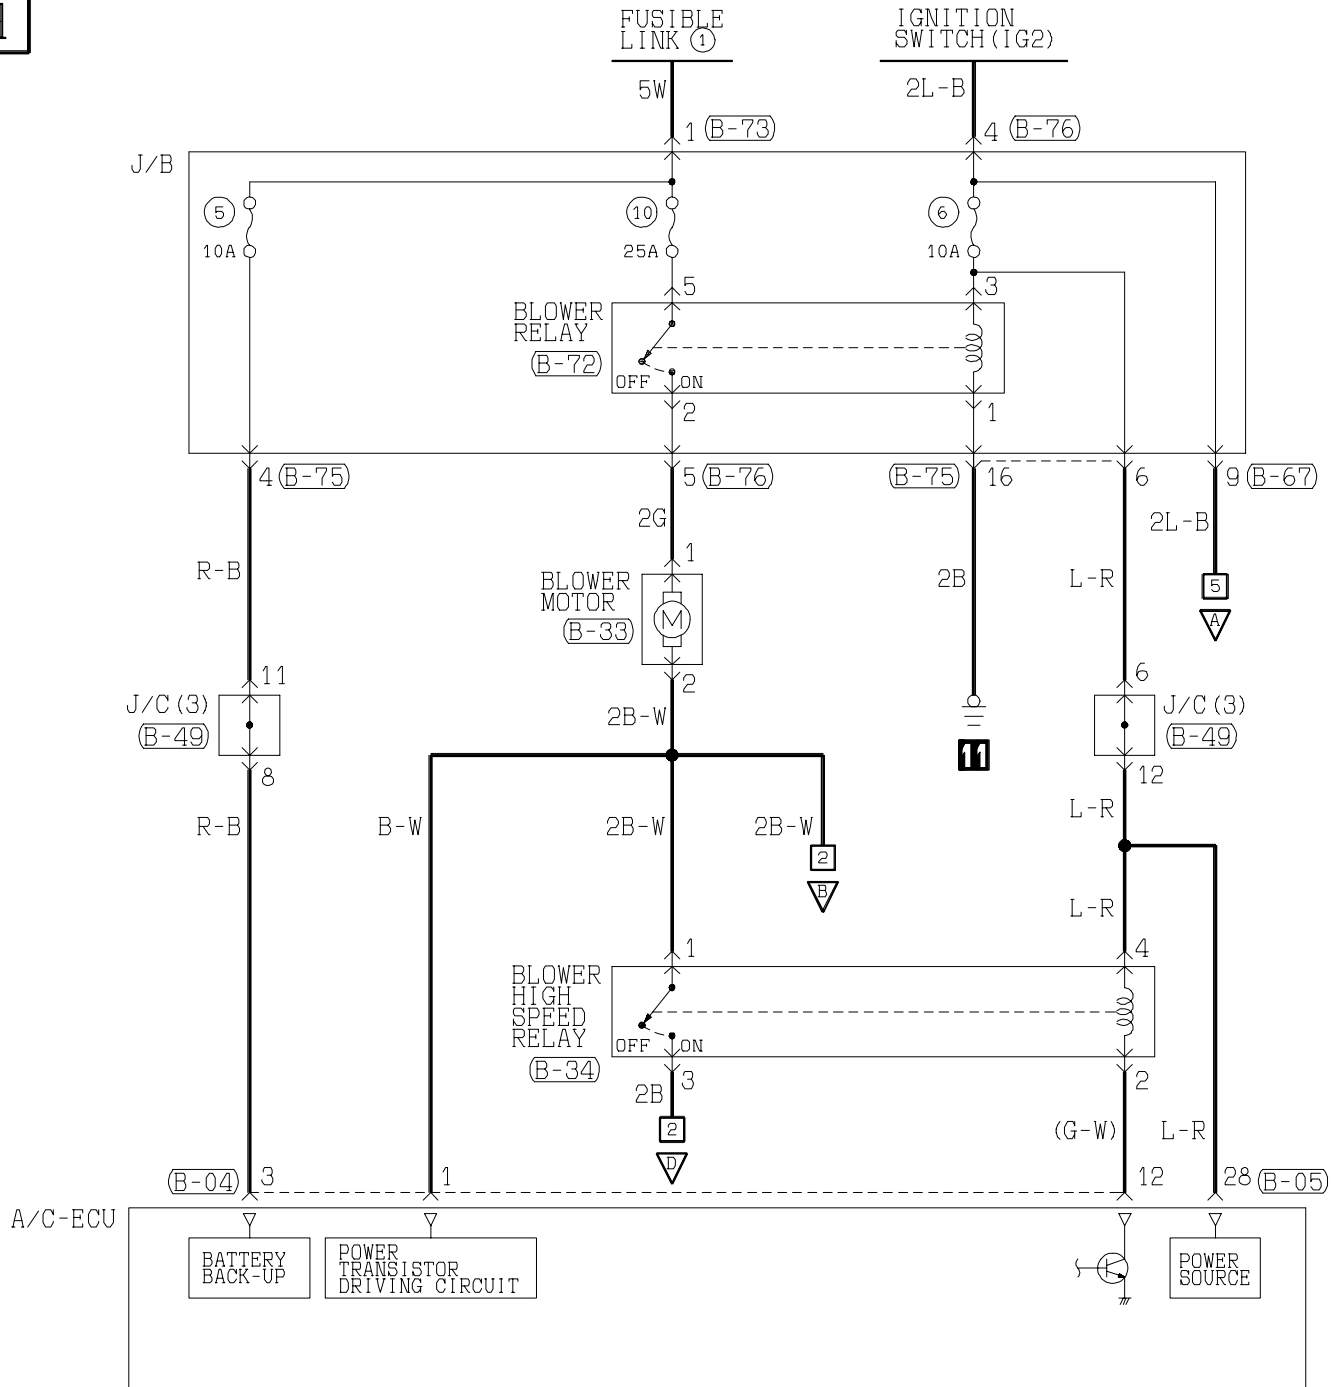 FUSIBLE
LINK ①
IGNITION
SWITCH(IG2)
5W
2L-B
1 (B-73)
4 (B-76)
J/B
5
10A
10
25A
6
10A
5
3
BLOWER
RELAY
(B-72)
OFF
ON
2
1
4 (B-75)
5 (B-76)
(B-75) 16
6
9 (B-67)
2G
2L-B
R-B
1
2B
L-R
5
A
BLOWER
MOTOR
(B-33)
M
11
2
6
J/C(3)
(B-49)
J/C(3)
(B-49)
2B-W
11
8
12
R-B
B-W
2B-W
2B-W
L-R
2
B
L-R
1
4
BLOWER
HIGH
SPEED
RELAY
(B-34)
OFF
ON
3
2
2B
2
D
(G-W)
L-R
(B-04) 3
1
12
28 (B-05)
A/C-ECU
BATTERY
BACK-UP
POWER
TRANSISTOR
DRIVING CIRCUIT
POWER
SOURCE